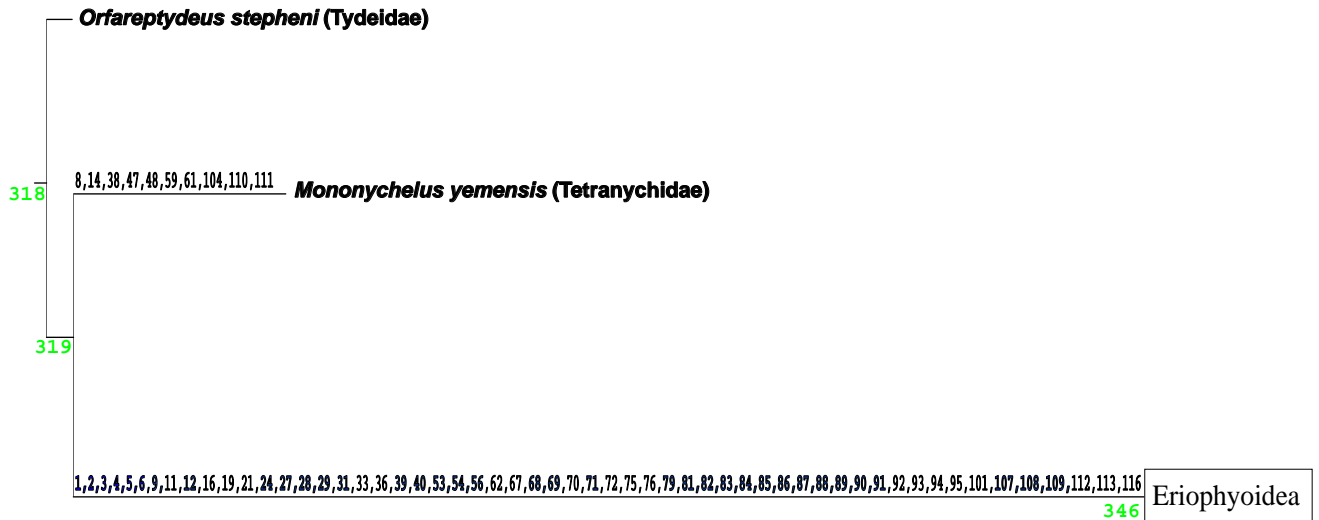 Orfareptydeus stepheni (Tydeidae)
8,14,38,47,48,59,61,104,110,111
318
Mononychelus yemensis (Tetranychidae)
319
1,2,3,4,5,6,9,11,12,16,19,21,24,27,28,29,31,33,36,39,40,53,54,56,62,67,68,69,70,71,72,75,76,79,81,82,83,84,85,86,87,88,89,90,91,92,93,94,95,101,107,108,109,112,113,116
Eriophyoidea
346